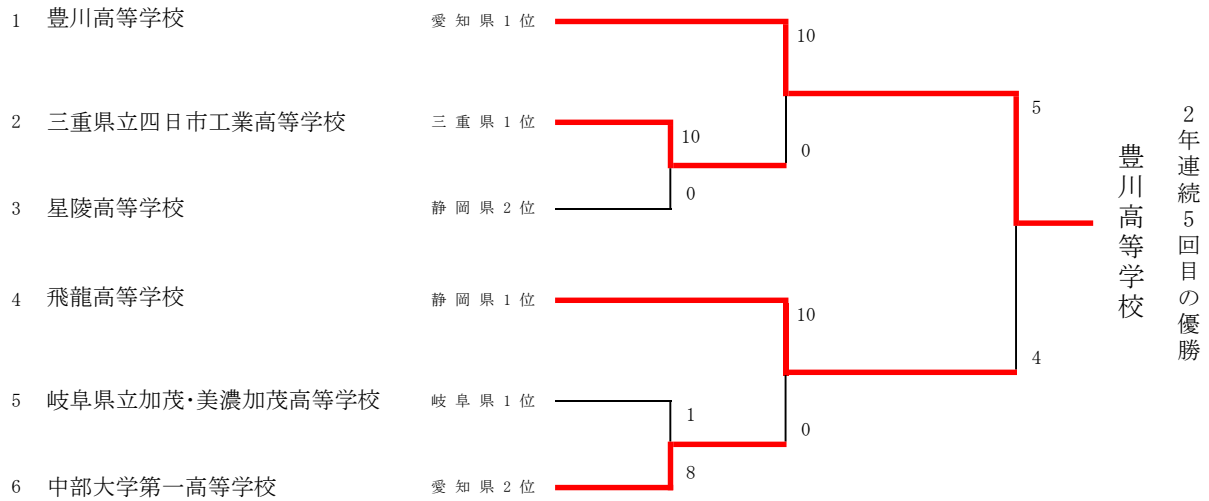 1 豊川高等学校 愛知県1位
10
5
2 三重県立四日市工業高等学校 三重県1位
10
0
0
3 星陵高等学校 静岡県2位
豊川高等学校
2年連続5回目の優勝
4 飛龍高等学校 静岡県1位
10
4
5 岐阜県立加茂・美濃加茂高等学校 岐阜県1位
1
0
8
6 中部大学第一高等学校 愛知県2位